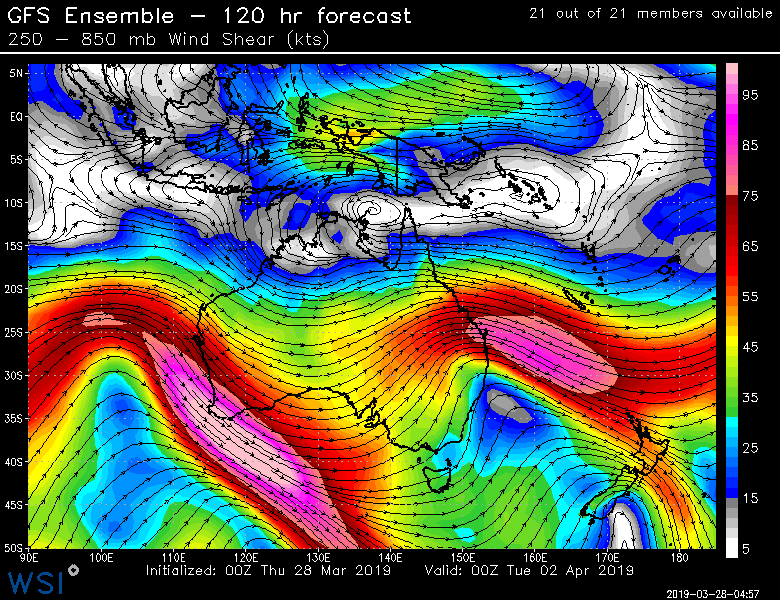 GFS Ensemble – 120 hr forecast
21 out of 21 members available
250 – 850 mb Wind Shear (kts)
5N
EQ
5S
10S
15S
20S
25S
30S
35S
40S
45S
50S
90E 100E 110E 120E 130E 140E 150E 160E 170E 180
95
85
75
65
55
45
35
25
15
5
Initialized: 00Z Thu 28 Mar 2019 Valid: 00Z Tue 02 Apr 2019
WSI
2019-03-28-04:57